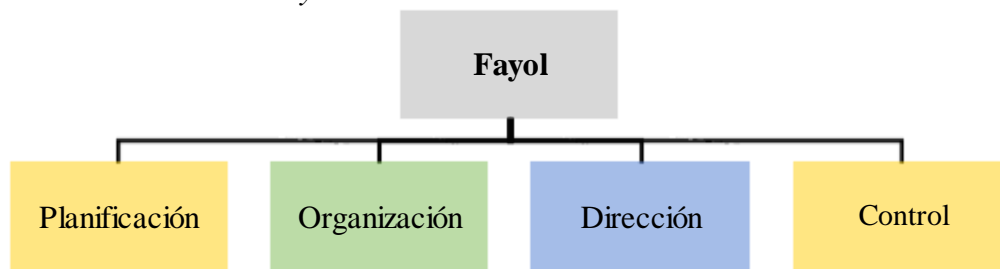 y
Fayol
Planificación
Organización
Dirección
Control